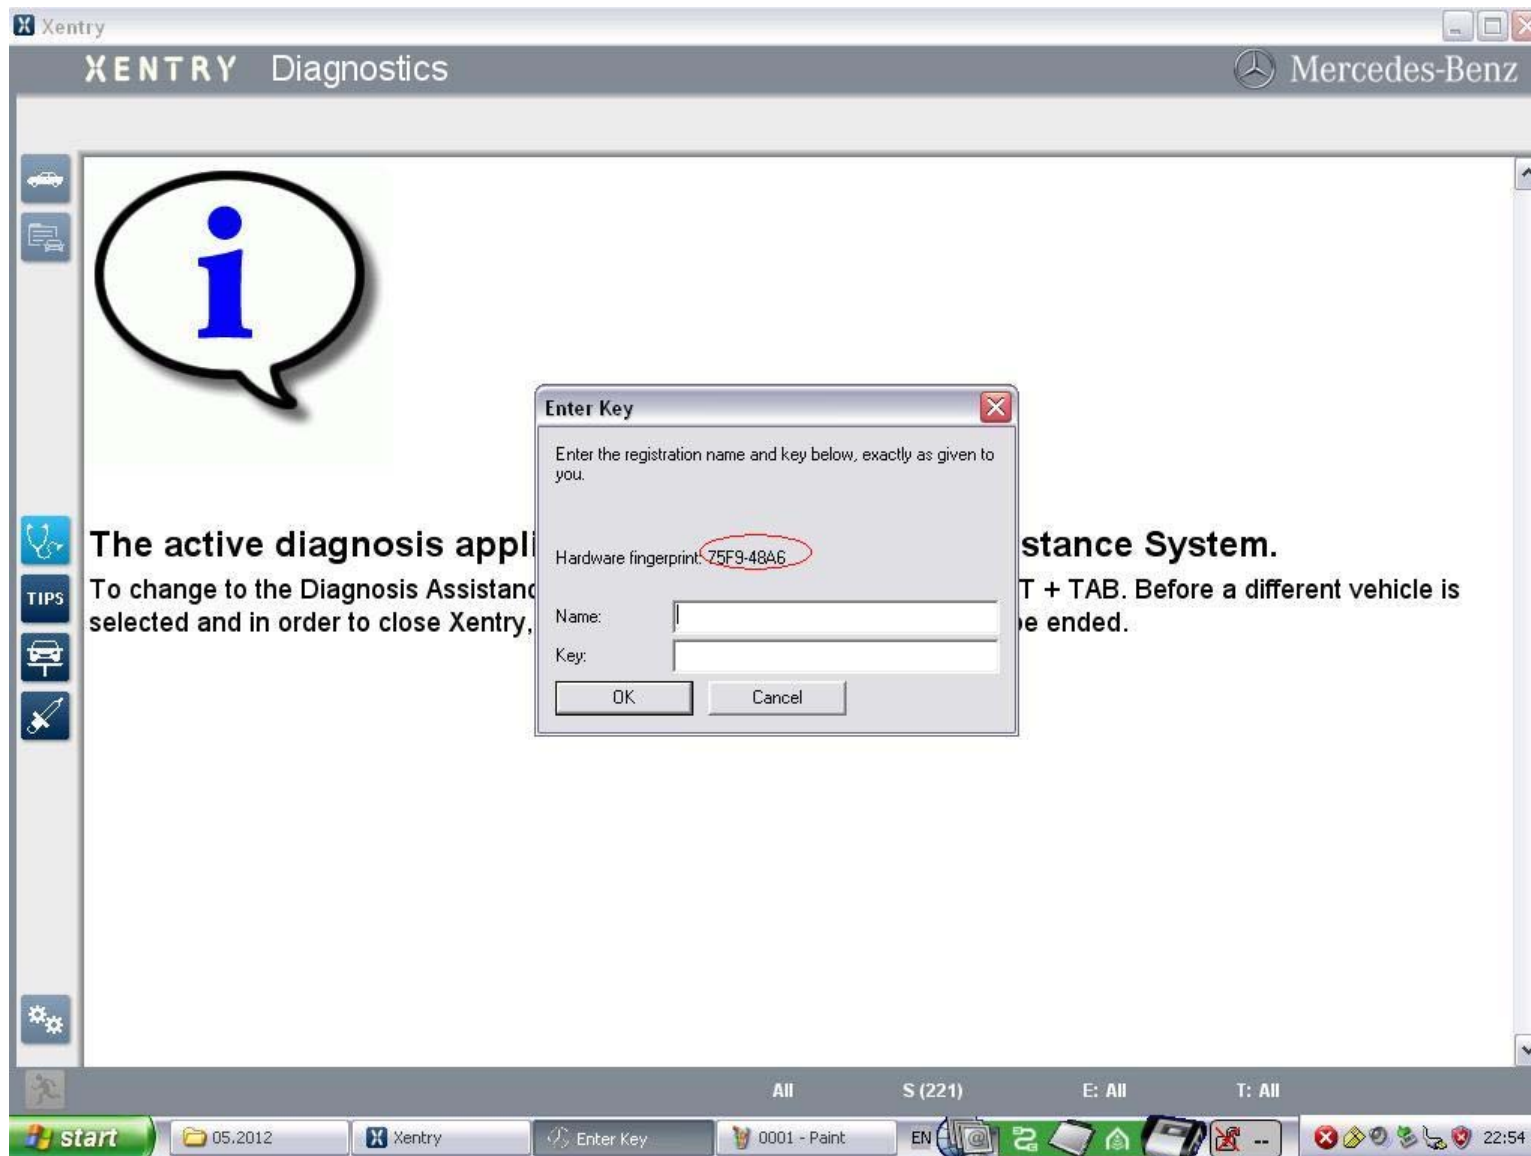 Xentry
XENTRY Diagnostics
Mercedes-Benz
i
Enter Key
Enter the registration name and key below, exactly as given to
you.
The active diagnosis appli
stance System.
Hardware fingerprint: 75F9-48A6
TIPS
To change to the Diagnosis Assistanc
T + TAB. Before a different vehicle is
Name:
selected and in order to close Xentry,
e ended.
Key:
OK Cancel
All S (221) E: All T: All
start 05.2012 Xentry Enter Key 0001 - Paint EN @ -- 22:54